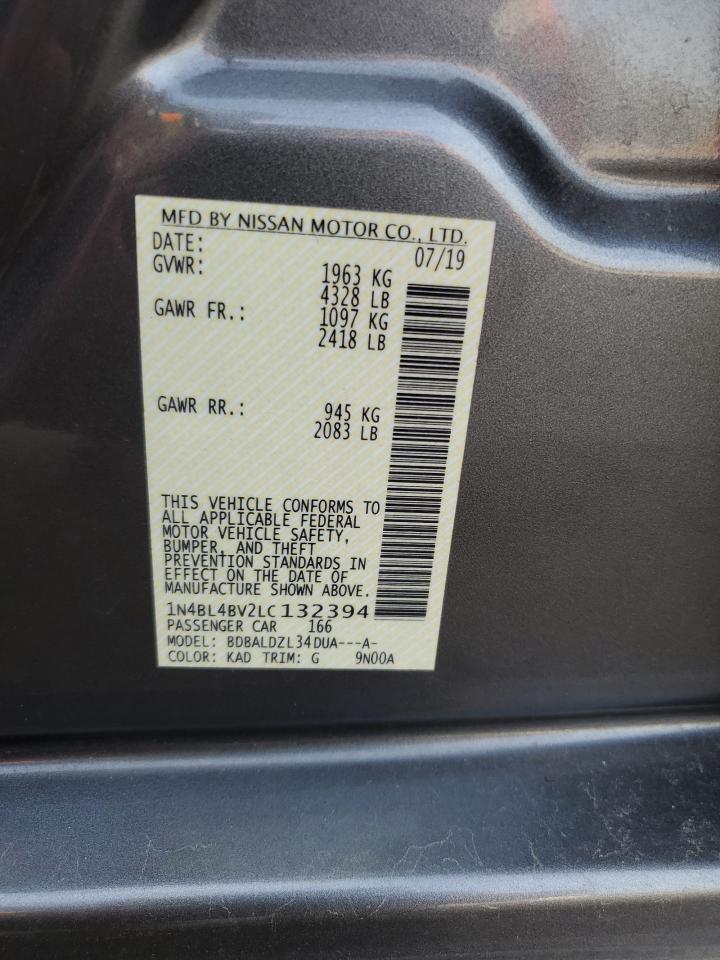 MFD BY NISSAN MOTOR CO., LTD.
DATE: 07/19
GVWR: 1963 KG
4328 LB
GAWR FR.: 1097 KG
2418 LB
GAWR RR.: 945 KG
2083 LB
THIS VEHICLE CONFORMS TO
ALL APPLICABLE FEDERAL
MOTOR VEHICLE SAFETY,
BUMPER, AND THEFT
PREVENTION STANDARDS IN
EFFECT ON THE DATE OF
MANUFACTURE SHOWN ABOVE.
1N4BL4BV2LC132394
PASSENGER CAR 166
MODEL: BDBALDZL34DUA---A-
COLOR: KAD TRIM: G 9N00A